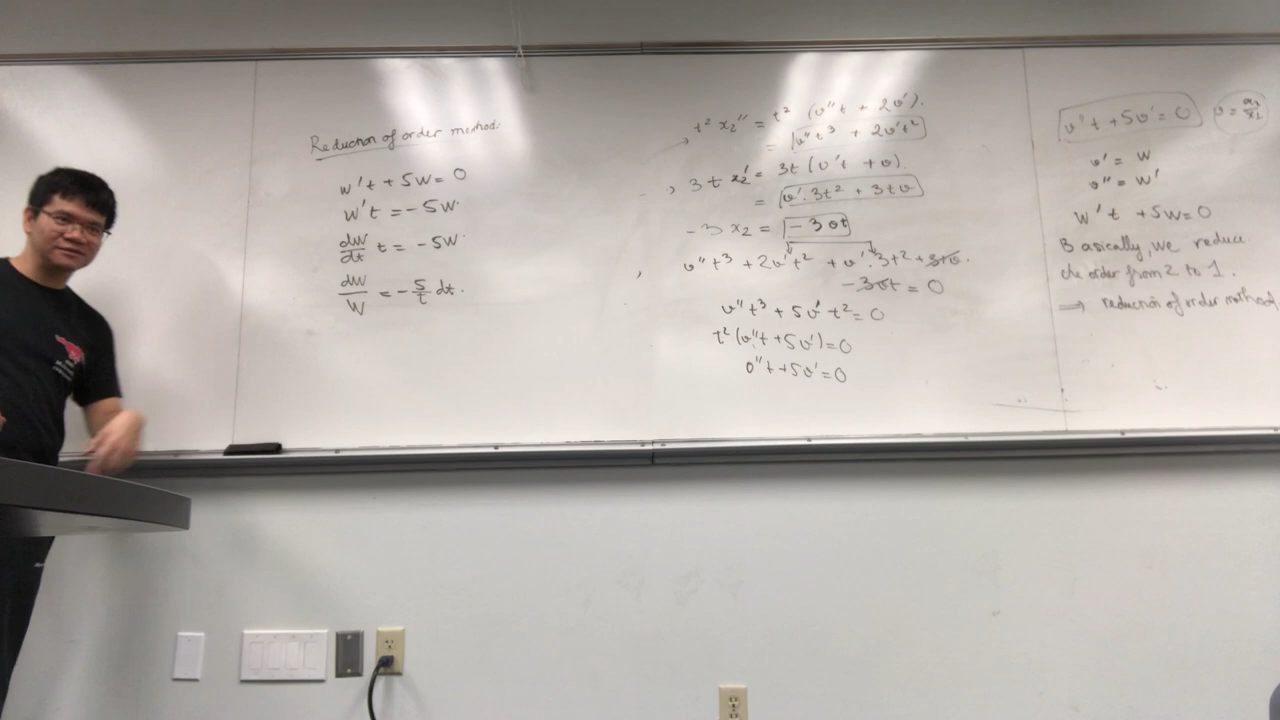 Reduction of order method:
w't + 5w = 0
w't = -5w.
dw/dt t = -5w.
dw/w = -5/t dt.
t² x₂'' = t² (v''t + 2v').
= v''t³ + 2v't²
3t x₂' = 3t (v't + v).
= v'.3t² + 3tv
-3 x₂ = -3vt
v''t³ + 2v't² + v'.3t² + 3tv.
-3vt = 0
v''t³ + 5v't² = 0
t²(v''t + 5v') = 0
v''t + 5v' = 0
v''t + 5v' = 0 v = x₂/x₁
v' = w
v'' = w'
w't + 5w = 0
Basically, we reduce
the order from 2 to 1.
⟹ reduction of order method